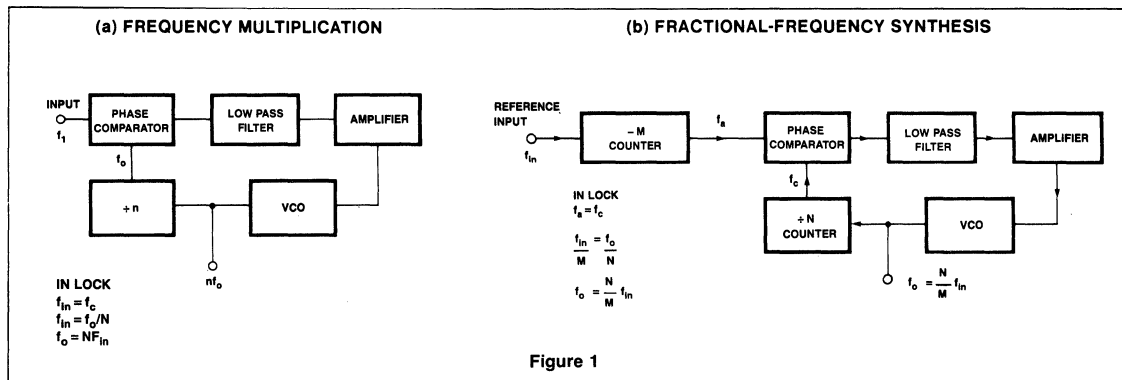 (a) FREQUENCY MULTIPLICATION
INPUT
f1
PHASE
COMPARATOR
LOW PASS
FILTER
AMPLIFIER
fo
÷ n
VCO
nfo
IN LOCK
fin = fc
fin = fo/N
fo = NFin
(b) FRACTIONAL-FREQUENCY SYNTHESIS
REFERENCE
INPUT
fin
– M
COUNTER
fa
PHASE
COMPARATOR
LOW PASS
FILTER
AMPLIFIER
fc
÷ N
COUNTER
VCO
IN LOCK
fa = fc
fin/M = fo/N
fo = N/M fin
fo = N/M fin
Figure 1